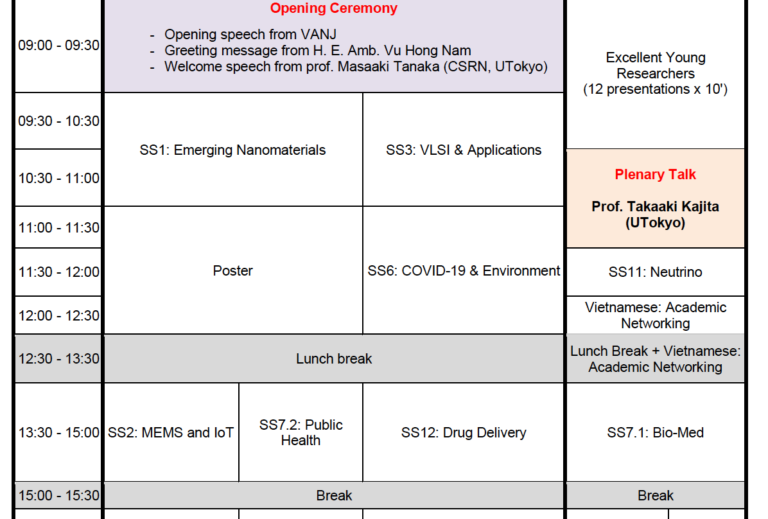 Opening Ceremony
09:00 - 09:30
- Opening speech from VANJ
- Greeting message from H. E. Amb. Vu Hong Nam
- Welcome speech from prof. Masaaki Tanaka (CSRN, UTokyo)
Excellent Young
Researchers
(12 presentations x 10')
09:30 - 10:30
SS1: Emerging Nanomaterials
SS3: VLSI & Applications
10:30 - 11:00
Plenary Talk
Prof. Takaaki Kajita
(UTokyo)
11:00 - 11:30
Poster
SS6: COVID-19 & Environment
11:30 - 12:00
SS11: Neutrino
12:00 - 12:30
Vietnamese: Academic
Networking
12:30 - 13:30
Lunch break
Lunch Break + Vietnamese:
Academic Networking
13:30 - 15:00
SS2: MEMS and IoT
SS7.2: Public
Health
SS12: Drug Delivery
SS7.1: Bio-Med
15:00 - 15:30
Break
Break